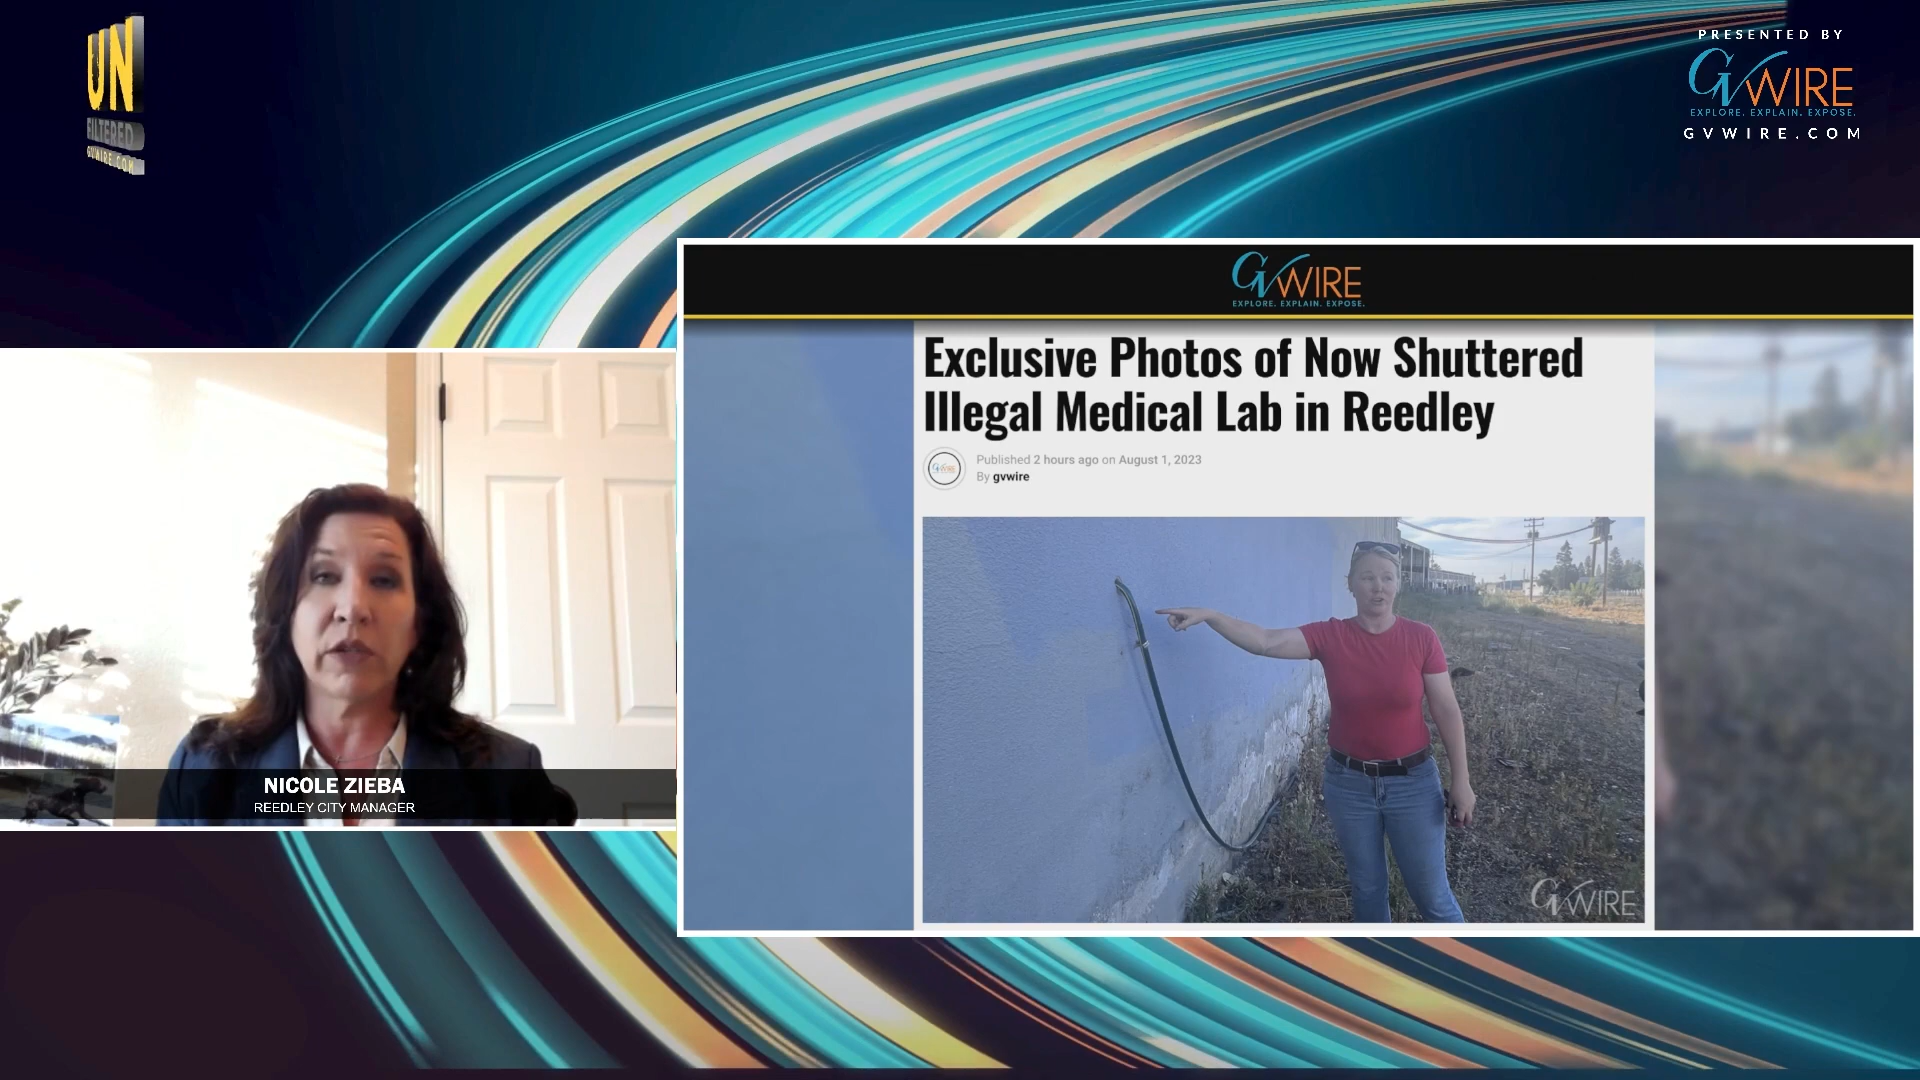 UN
FILTERED
GVWIRE.COM
PRESENTED BY
GVWIRE
EXPLORE. EXPLAIN. EXPOSE.
GVWIRE.COM
GVWIRE
EXPLORE. EXPLAIN. EXPOSE.
Exclusive Photos of Now Shuttered
Illegal Medical Lab in Reedley
Published 2 hours ago on August 1, 2023
By gvwire
GVWIRE
NICOLE ZIEBA
REEDLEY CITY MANAGER